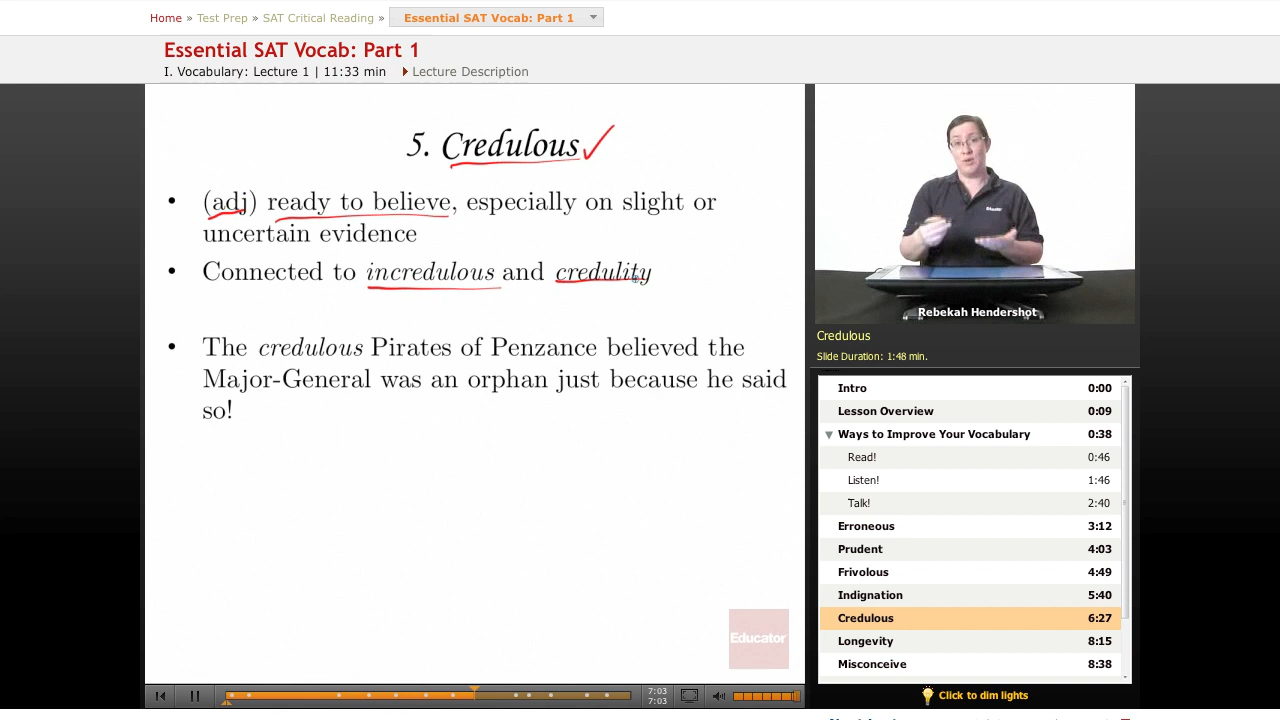 Home » Test Prep » SAT Critical Reading » Essential SAT Vocab: Part 1
Essential SAT Vocab: Part 1
I. Vocabulary: Lecture 1 | 11:33 min Lecture Description
5. Credulous
• (adj) ready to believe, especially on slight or
uncertain evidence
• Connected to incredulous and credulity
• The credulous Pirates of Penzance believed the
Major-General was an orphan just because he said
so!
Educator
7:03
7:03
Rebekah Hendershot
Credulous
Slide Duration: 1:48 min.
Intro 0:00
Lesson Overview 0:09
Ways to Improve Your Vocabulary 0:38
Read! 0:46
Listen! 1:46
Talk! 2:40
Erroneous 3:12
Prudent 4:03
Frivolous 4:49
Indignation 5:40
Credulous 6:27
Longevity 8:15
Misconceive 8:38
Click to dim lights